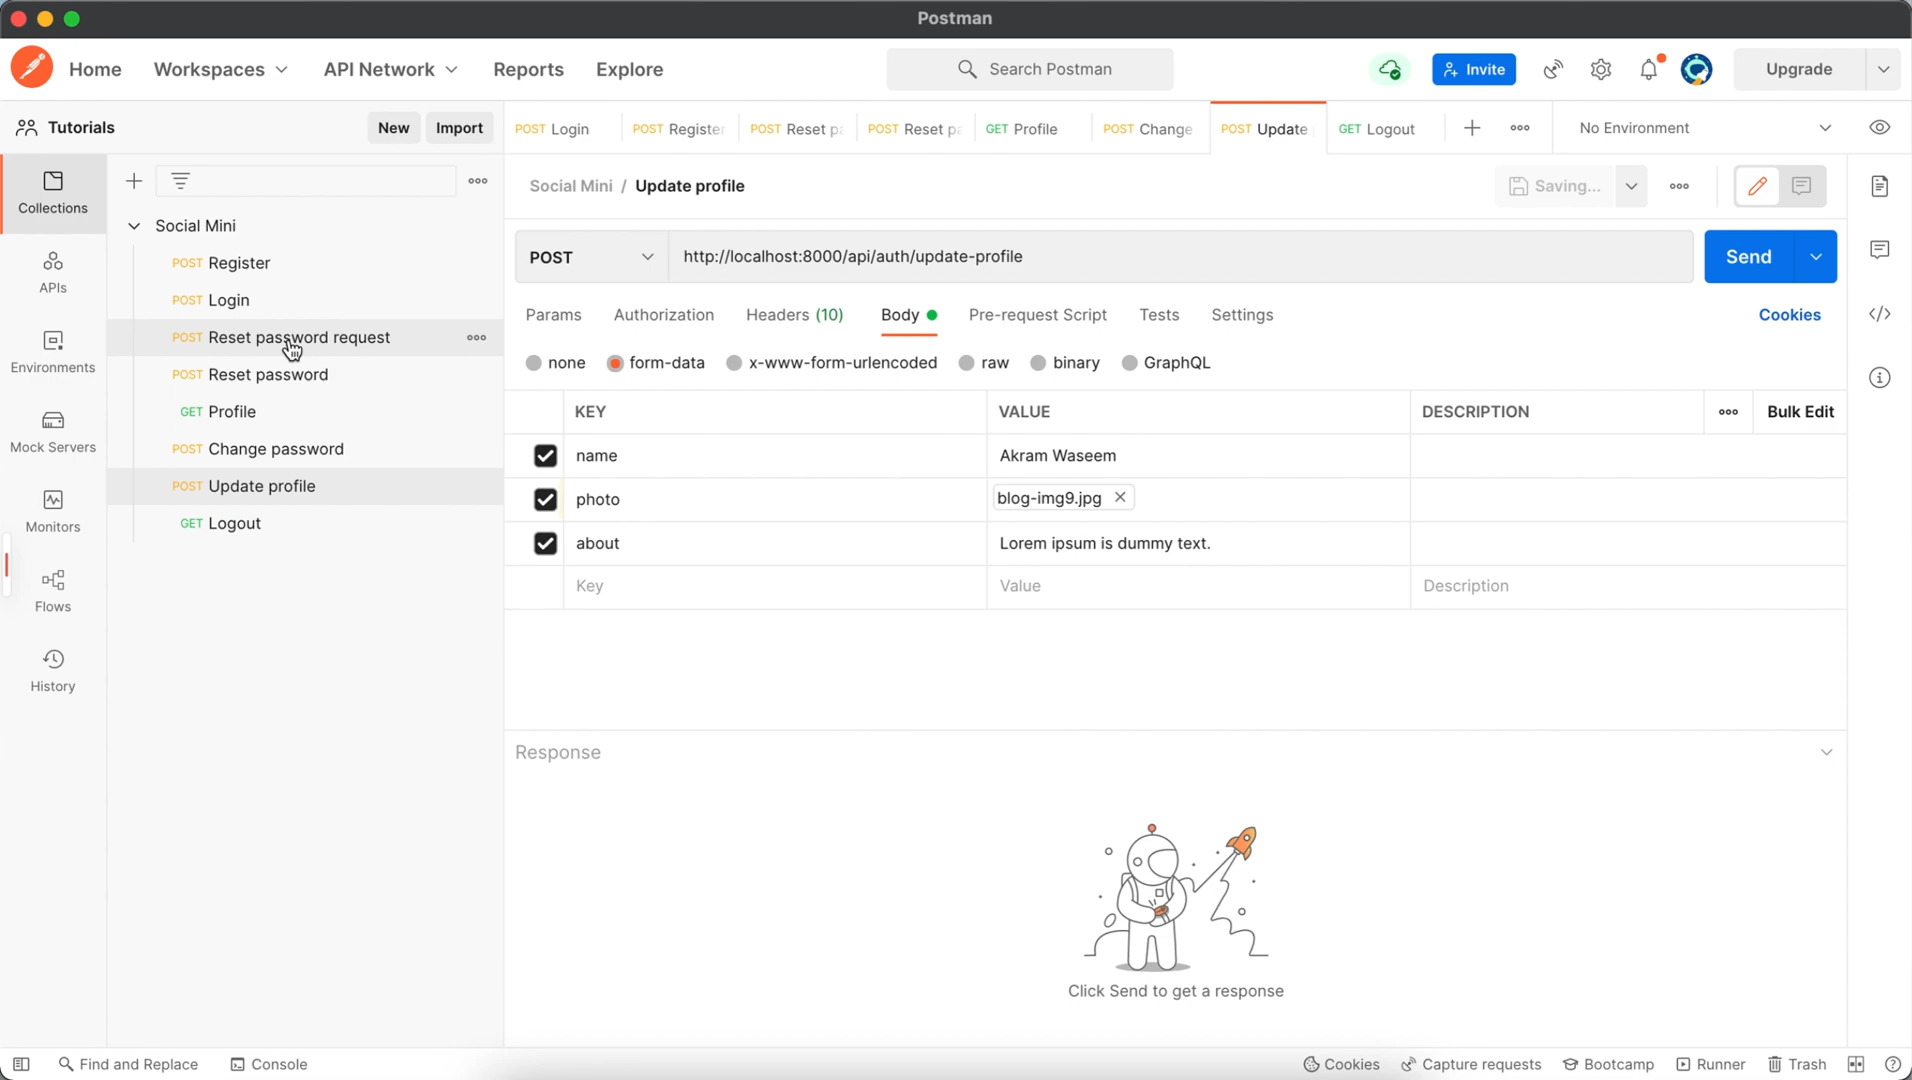 Postman
Home Workspaces API Network Reports Explore Search Postman Invite Upgrade
Tutorials New Import POST Login POST Register POST Reset pa POST Reset pa GET Profile POST Change POST Update GET Logout No Environment
Collections
APIs
Environments
Mock Servers
Monitors
Flows
History
Social Mini
POST Register
POST Login
POST Reset password request
POST Reset password
GET Profile
POST Change password
POST Update profile
GET Logout
Social Mini / Update profile Saving...
POST http://localhost:8000/api/auth/update-profile Send
Params Authorization Headers (10) Body Pre-request Script Tests Settings Cookies
none form-data x-www-form-urlencoded raw binary GraphQL
KEY VALUE DESCRIPTION Bulk Edit
name Akram Waseem
photo blog-img9.jpg
about Lorem ipsum is dummy text.
Key Value Description
Response
Click Send to get a response
Find and Replace Console Cookies Capture requests Bootcamp Runner Trash